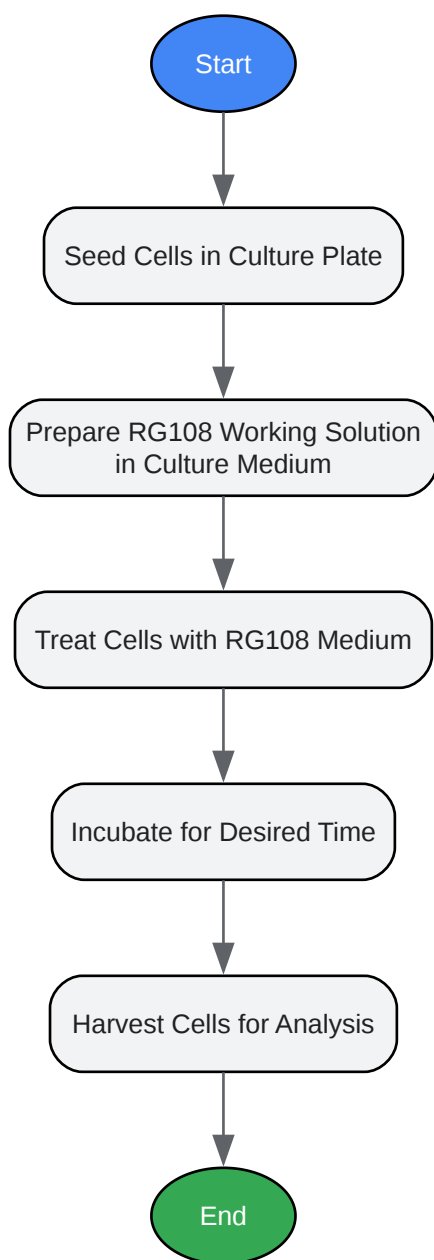 Start
Seed Cells in Culture Plate
Prepare RG108 Working Solution
in Culture Medium
Treat Cells with RG108 Medium
Incubate for Desired Time
Harvest Cells for Analysis
End